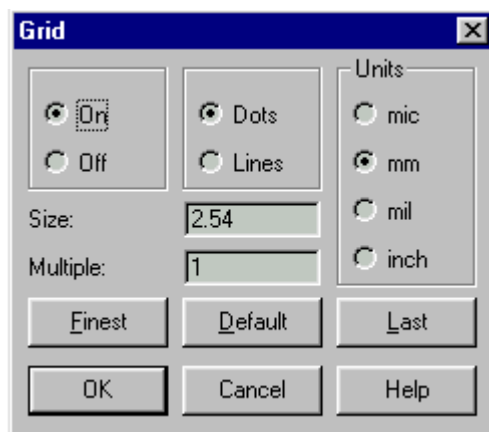 Grid
Units
On
Dots
mic
Off
Lines
mm
Size: 2.54
mil
Multiple: 1
inch
Finest
Default
Last
OK
Cancel
Help